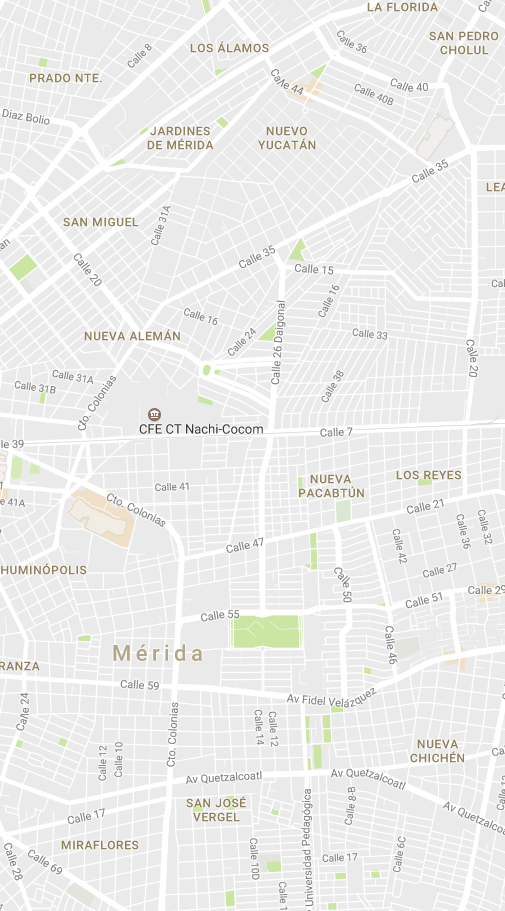 LA FLORIDA
Calle 36
SAN PEDRO
CHOLUL
Calle 8
LOS ÁLAMOS
PRADO NTE.
Calle 44
Calle 40
Calle 40B
Diaz Bolio
JARDINES
DE MÉRIDA
NUEVO
YUCATÁN
Calle 35
LEA
SAN MIGUEL
Calle 31A
Calle 35
Calle 20
Calle 15
Calle 16
Calle 16
Calle 24
Calle 26 Daigonal
Calle 33
NUEVA ALEMÁN
Calle 20
Calle 31A
Calle 31B
Cto. Colonias
Calle 38
CFE CT Nachi-Cocom
Calle 7
lle 39
Calle 41
NUEVA
PACABTÚN
LOS REYES
41A
Cto. Colonias
Calle 21
Calle 36
Calle 32
Calle 42
Calle 47
HUMINÓPOLIS
Calle 50
Calle 27
Calle 51
Calle 29
Calle 55
Calle 46
Mérida
RANZA
Calle 59
Av Fidel Velázquez
Calle 24
Cto. Colonias
Calle 14
Calle 12
Calle 12
Calle 10
NUEVA
CHICHÉN
Av Quetzalcoatl
Av Quetzalcoatl
Av Quetzalcoa
SAN JOSÉ
VERGEL
Calle 8-B
Calle 17
Universidad Pedagógica
MIRAFLORES
Calle 6C
Calle 17
Calle 28
Calle 69
Calle 10D